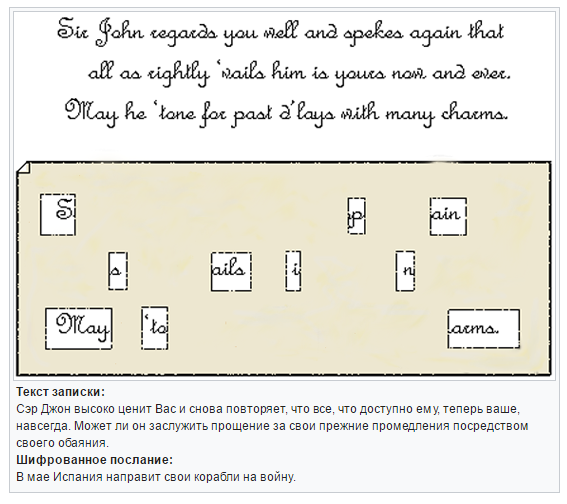 Sir John regards you well and spekes again that
all as rightly 'vails him is yours now and ever.
May he 'tone for past d'lays with many charms.
S p ain
s ails i n
May 'to arms.
Текст записки:
Сэр Джон высоко ценит Вас и снова повторяет, что все, что доступно ему, теперь ваше,
навсегда. Может ли он заслужить прощение за свои прежние промедления посредством
своего обаяния.
Шифрованное послание:
В мае Испания направит свои корабли на войну.